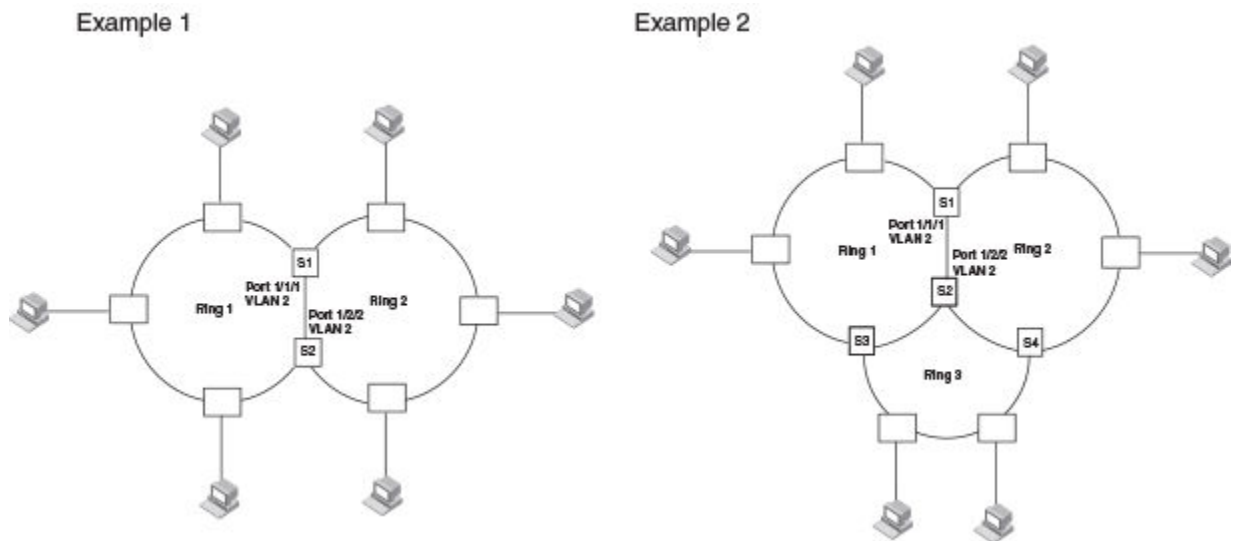 Example 1
S1
Port 1/1/1
VLAN 2
Ring 1
Port 1/2/2
VLAN 2
Ring 2
S2
Example 2
S1
Port 1/1/1
VLAN 2
Ring 1
Port 1/2/2
VLAN 2
Ring 2
S2
S3
S4
Ring 3